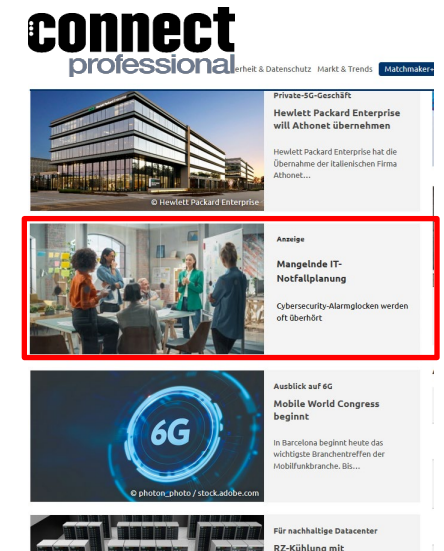 connect
professional
erheit & Datenschutz Markt & Trends Matchmaker+
Private-5G-Geschäft
Hewlett Packard Enterprise
will Athonet übernehmen
Hewlett Packard Enterprise hat die
Übernahme der italienischen Firma
Athonet...
© Hewlett Packard Enterprise
Anzeige
Mangelnde IT-
Notfallplanung
Cybersecurity-Alarmglocken werden
oft überhört
Ausblick auf 6G
Mobile World Congress
beginnt
In Barcelona beginnt heute das
wichtigste Branchentreffen der
Mobilfunkbranche. Bis...
6G
© photon_photo / stock.adobe.com
Für nachhaltige Datacenter
RZ-Kühlung mit